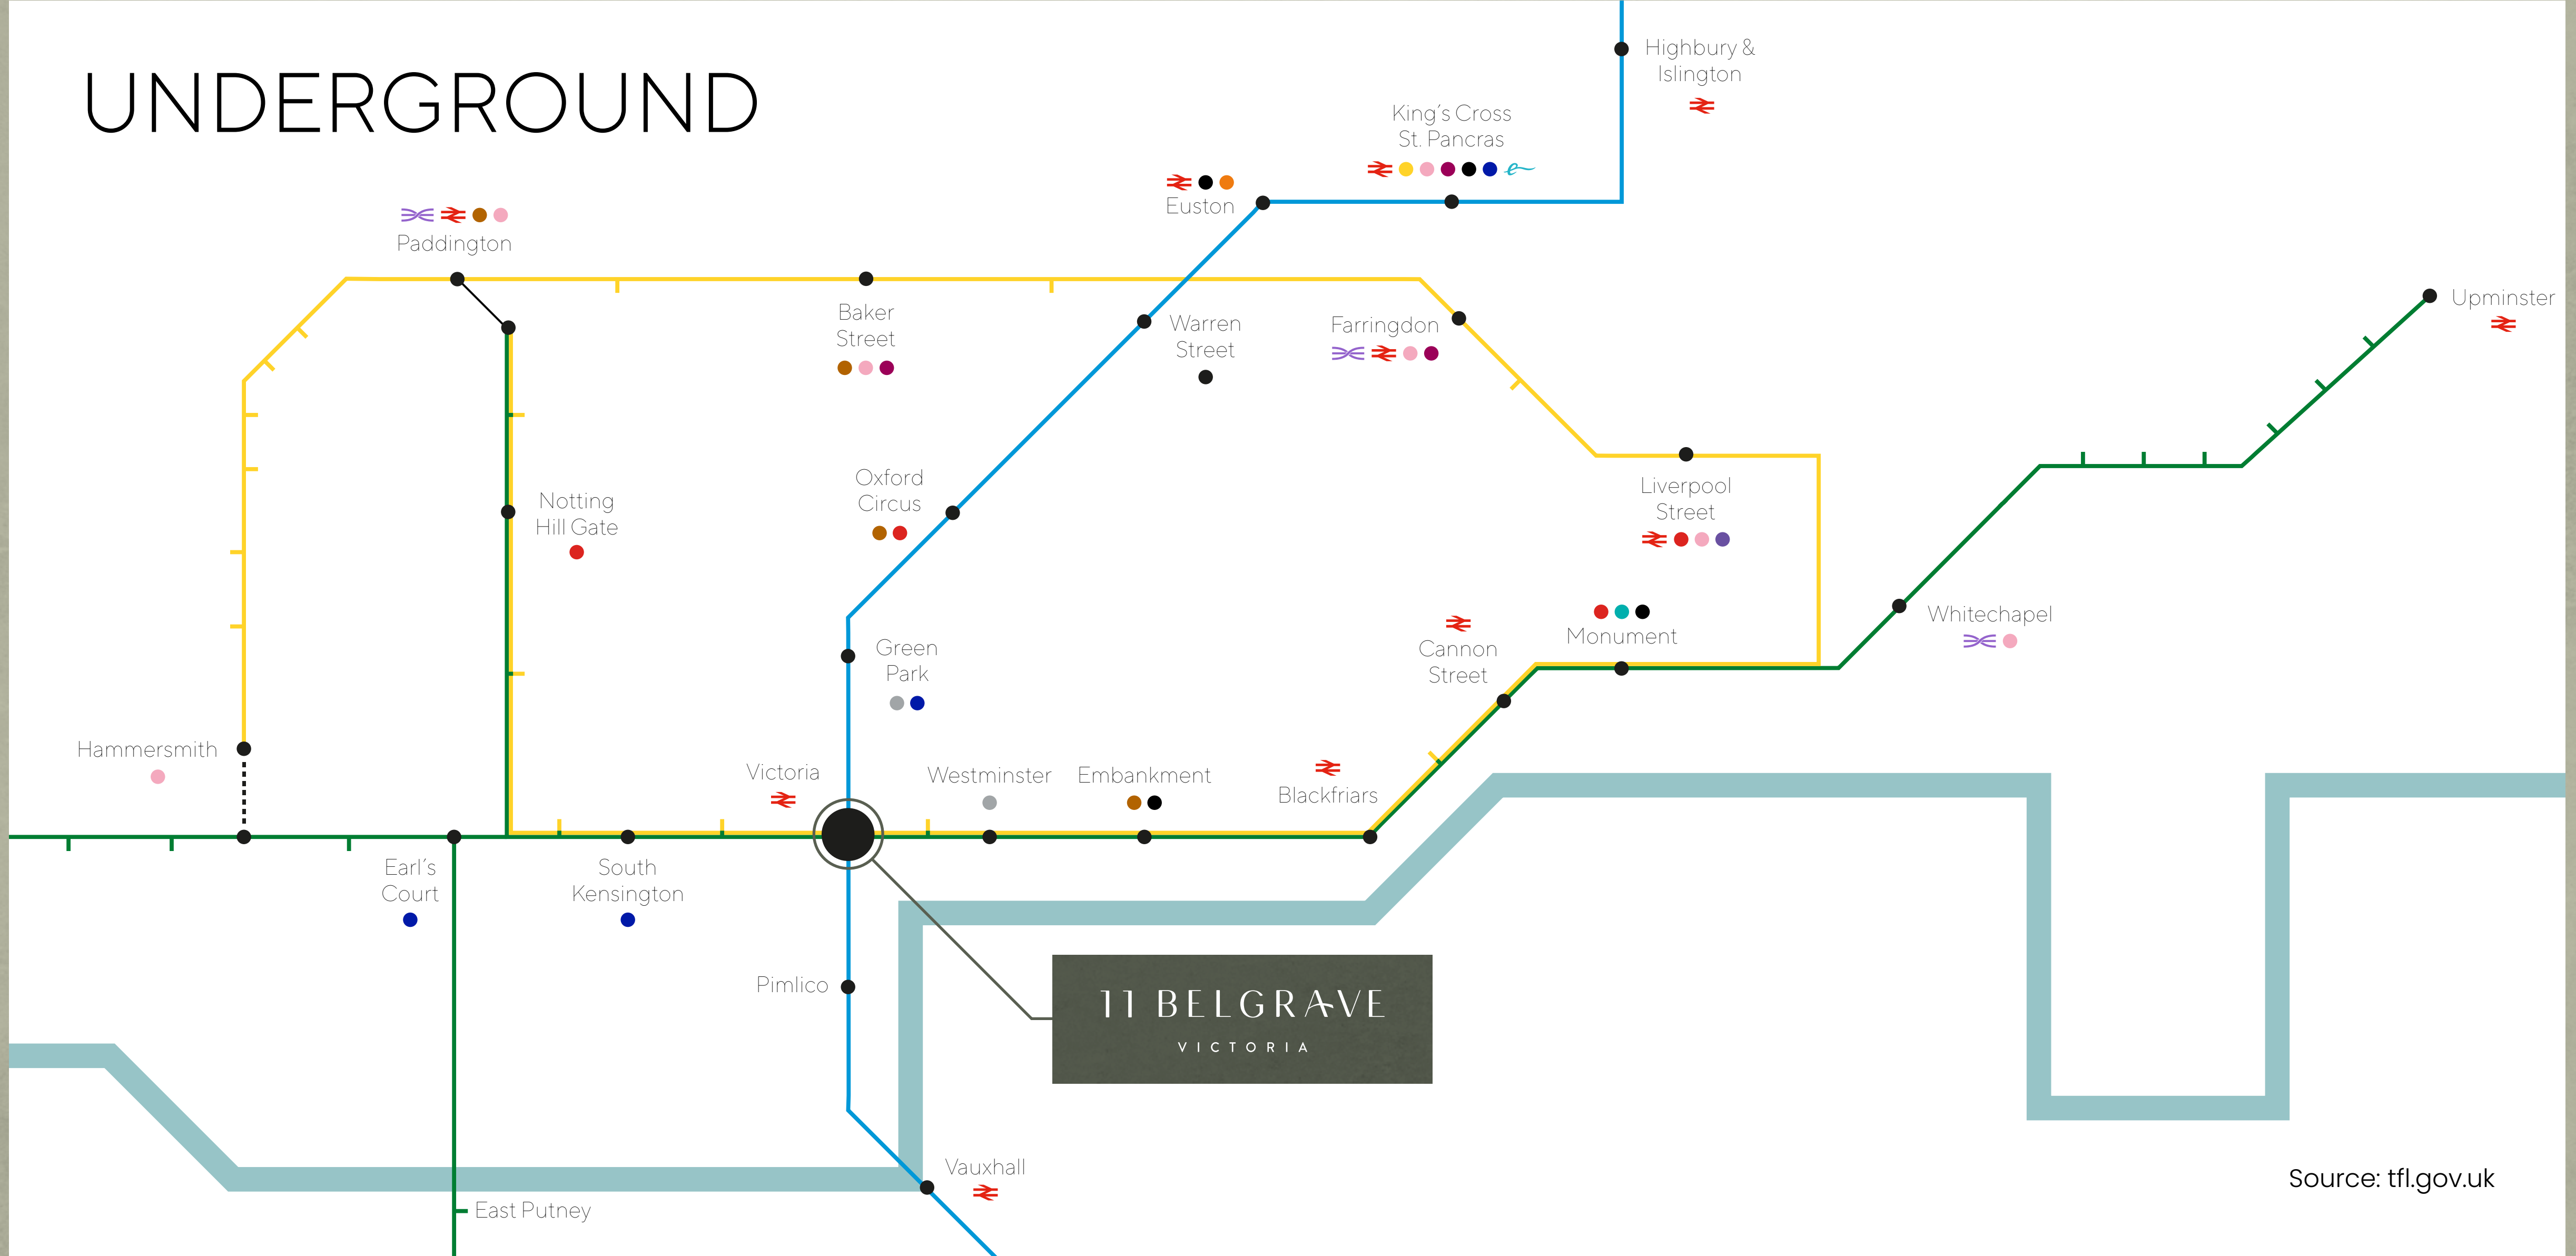 UNDERGROUND
Highbury &
Islington
King's Cross
St. Pancras
Euston
Paddington
Baker
Street
Warren
Street
Farringdon
Upminster
Notting
Hill Gate
Oxford
Circus
Liverpool
Street
Whitechapel
Monument
Cannon
Street
Green
Park
Hammersmith
Victoria
Westminster
Embankment
Blackfriars
Earl's
Court
South
Kensington
Pimlico
11 BELGRAVE
VICTORIA
Vauxhall
East Putney
Source: tfl.gov.uk